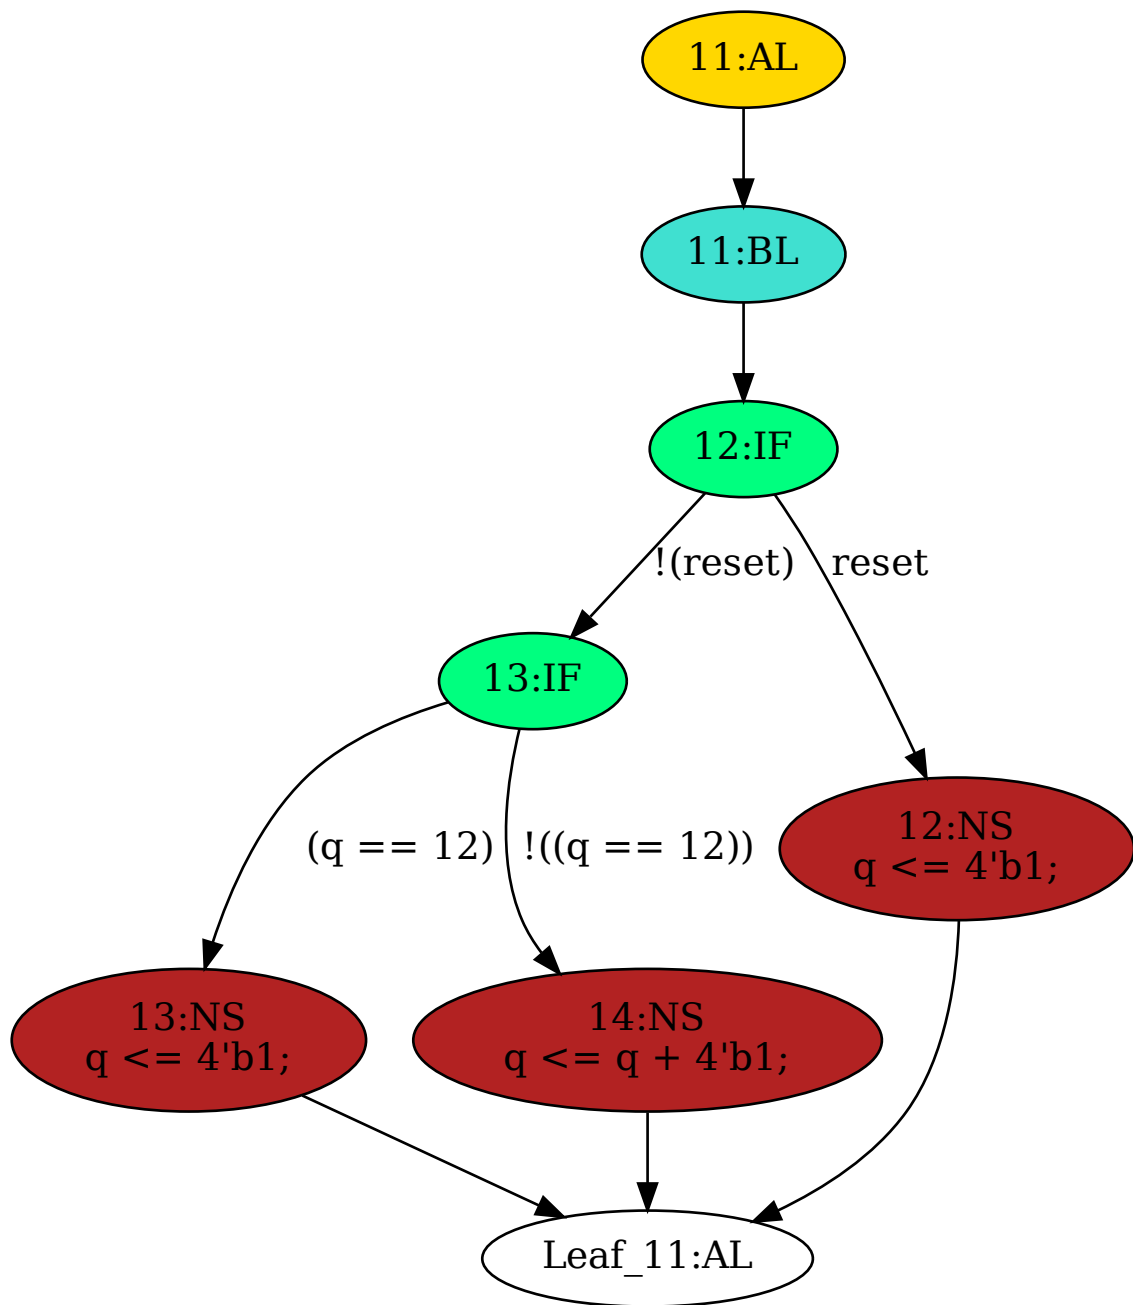 11:AL
11:BL
12:IF
!(reset)
reset
13:IF
(q == 12)
!((q == 12))
12:NS
q <= 4'b1;
13:NS
q <= 4'b1;
14:NS
q <= q + 4'b1;
Leaf_11:AL